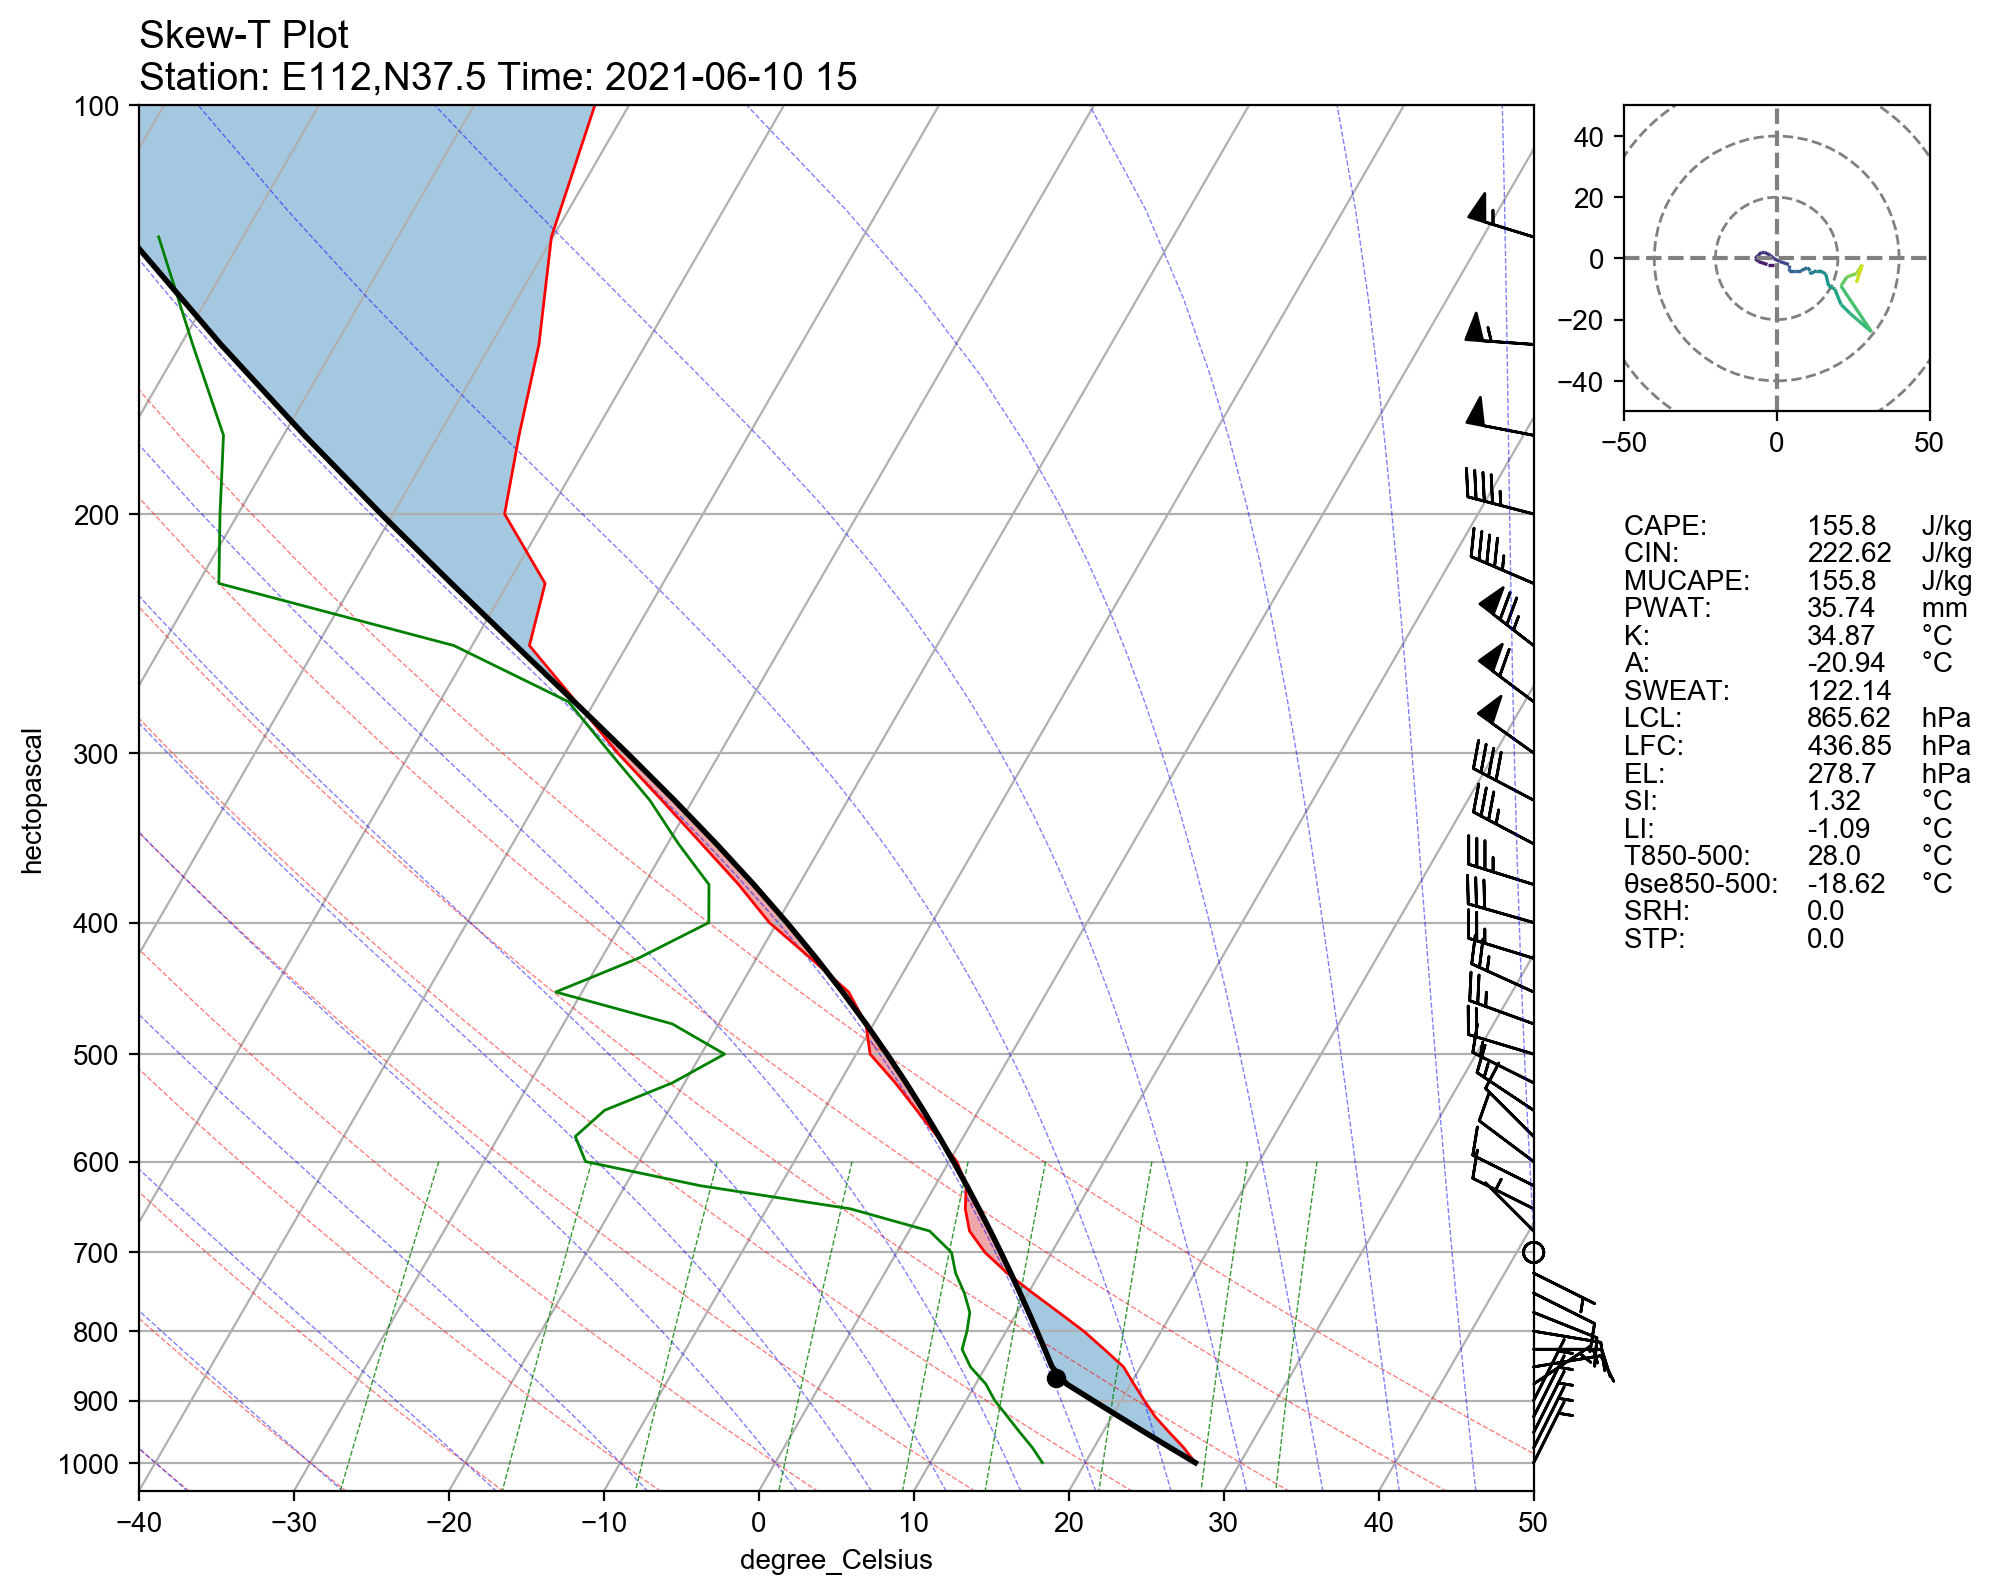 Skew-T Plot
Station: E112,N37.5 Time: 2021-06-10 15
100
200
300
400
500
600
700
800
900
1000
hectopascal
−40 −30 −20 −10 0 10 20 30 40 50
degree_Celsius
40
20
0
−20
−40
−50 0 50
CAPE: 155.8 J/kg
CIN: 222.62 J/kg
MUCAPE: 155.8 J/kg
PWAT: 35.74 mm
K: 34.87 °C
A: -20.94 °C
SWEAT: 122.14
LCL: 865.62 hPa
LFC: 436.85 hPa
EL: 278.7 hPa
SI: 1.32 °C
LI: -1.09 °C
T850-500: 28.0 °C
θse850-500: -18.62 °C
SRH: 0.0
STP: 0.0